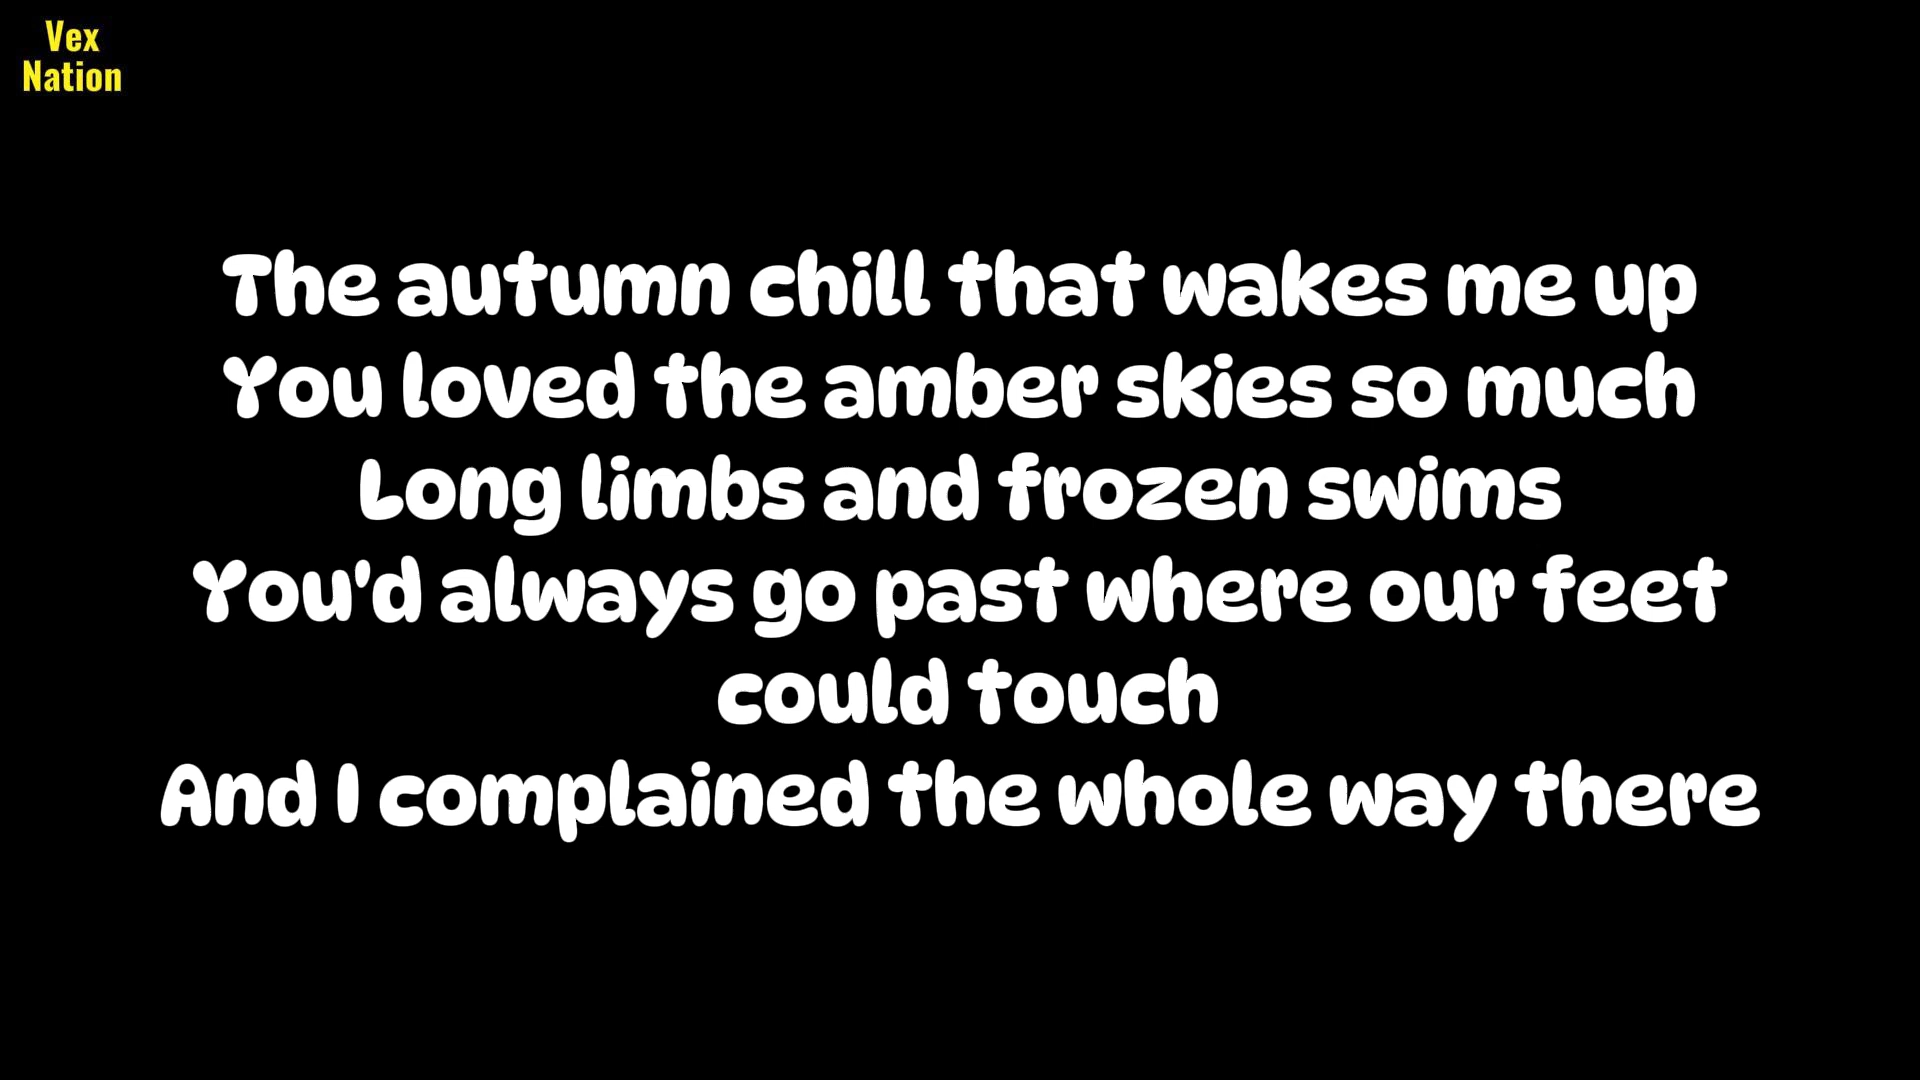 Vex
Nation
The autumn chill that wakes me up
You loved the amber skies so much
Long limbs and frozen swims
You'd always go past where our feet
could touch
And I complained the whole way there